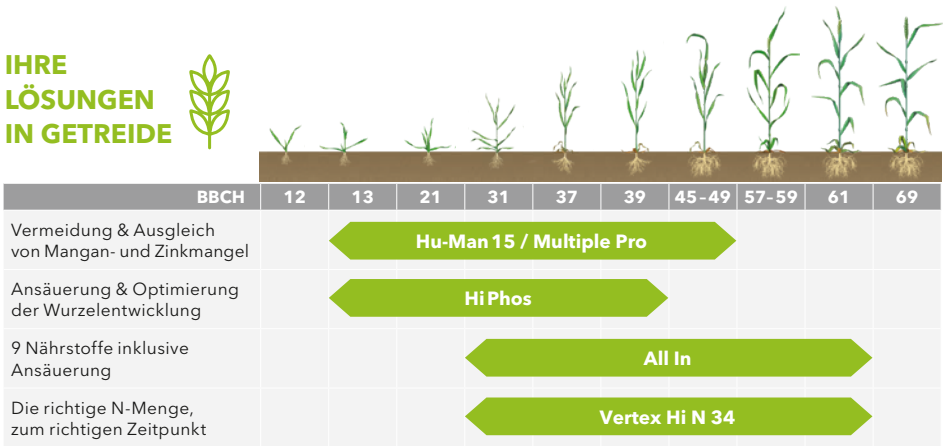 IHRE
LÖSUNGEN
IN GETREIDE
BBCH 12 13 21 31 37 39 45–49 57–59 61 69
Vermeidung & Ausgleich
von Mangan- und Zinkmangel
Hu-Man 15 / Multiple Pro
Ansäuerung & Optimierung
der Wurzelentwicklung
Hi Phos
9 Nährstoffe inklusive
Ansäuerung
All In
Die richtige N-Menge,
zum richtigen Zeitpunkt
Vertex Hi N 34